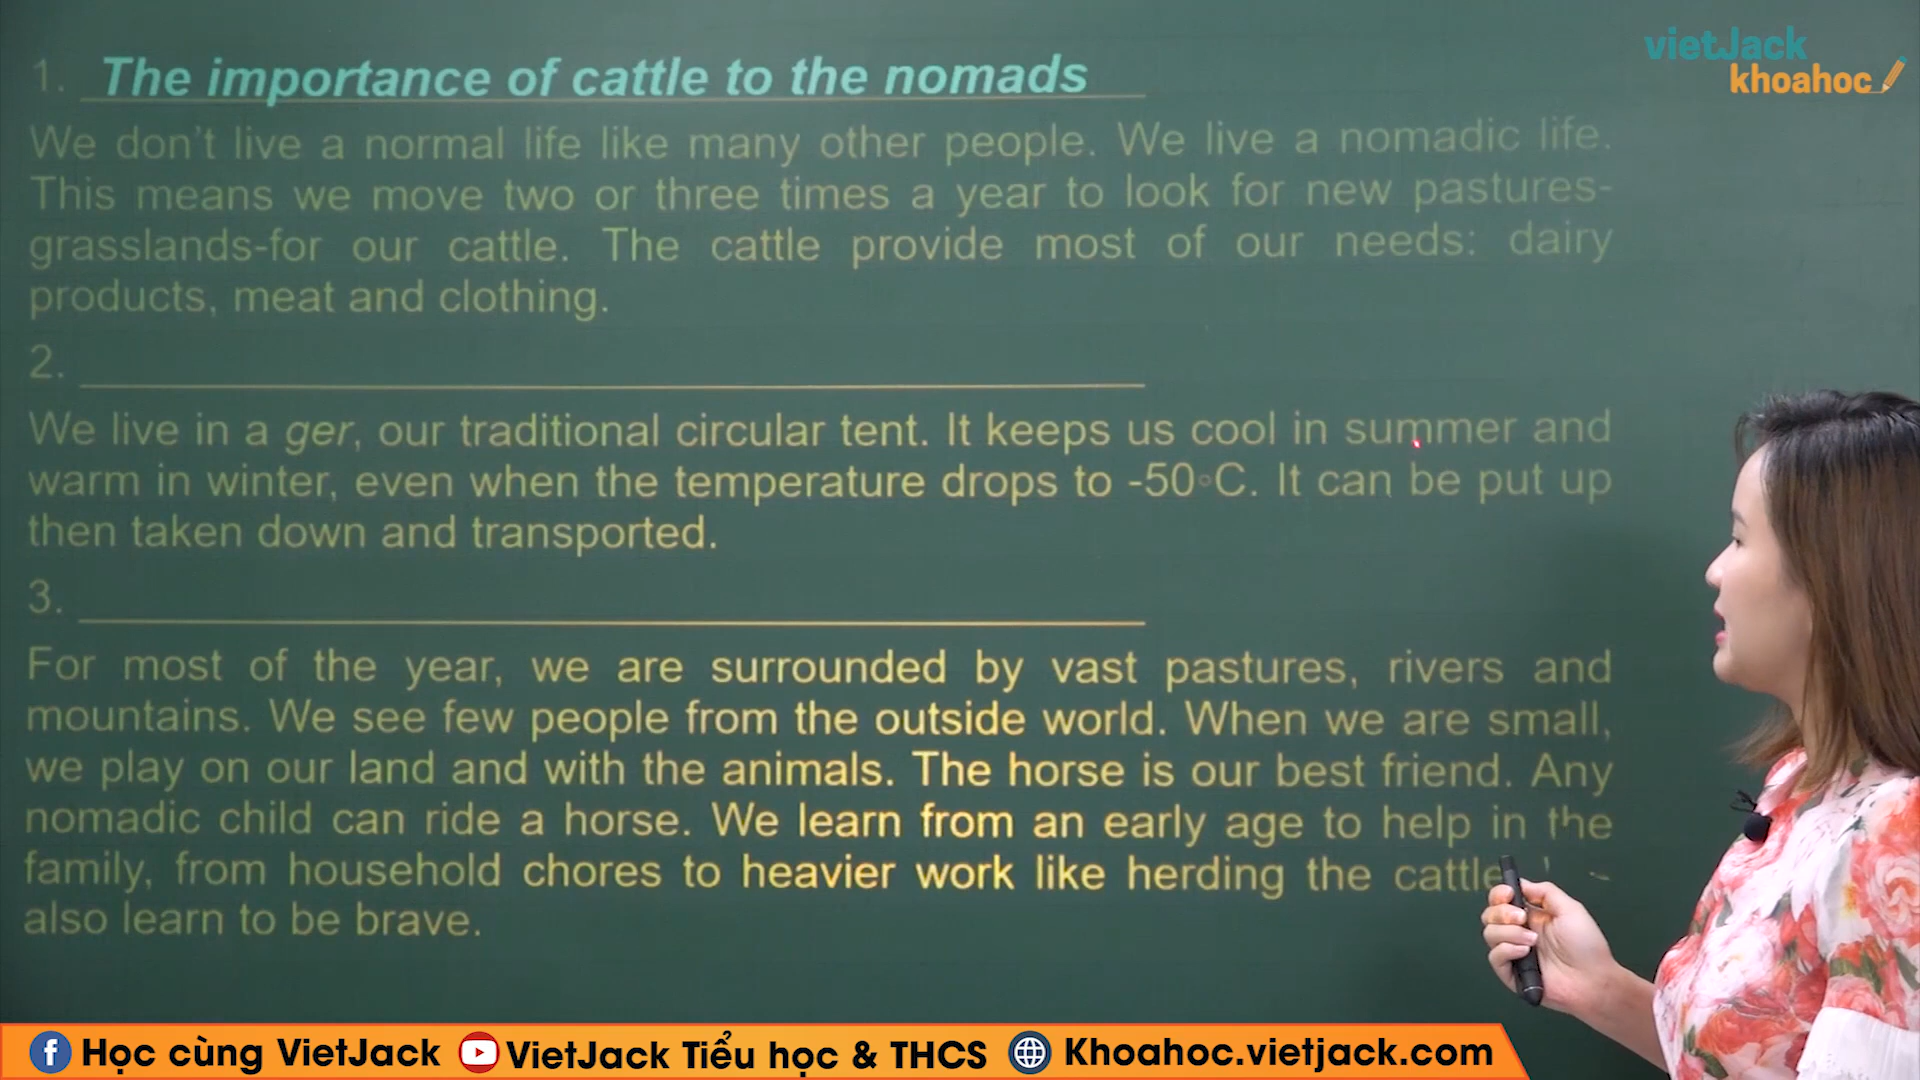 vietJack
khoahoc
1. The importance of cattle to the nomads
We don't live a normal life like many other people. We live a nomadic life.
This means we move two or three times a year to look for new pastures-
grasslands-for our cattle. The cattle provide most of our needs: dairy
products, meat and clothing.
2.
We live in a ger, our traditional circular tent. It keeps us cool in summer and
warm in winter, even when the temperature drops to -50◦C. It can be put up
then taken down and transported.
3.
For most of the year, we are surrounded by vast pastures, rivers and
mountains. We see few people from the outside world. When we are small,
we play on our land and with the animals. The horse is our best friend. Any
nomadic child can ride a horse. We learn from an early age to help in the
family, from household chores to heavier work like herding the cattle
also learn to be brave.
Học cùng VietJack VietJack Tiểu học & THCS Khoahoc.vietjack.com